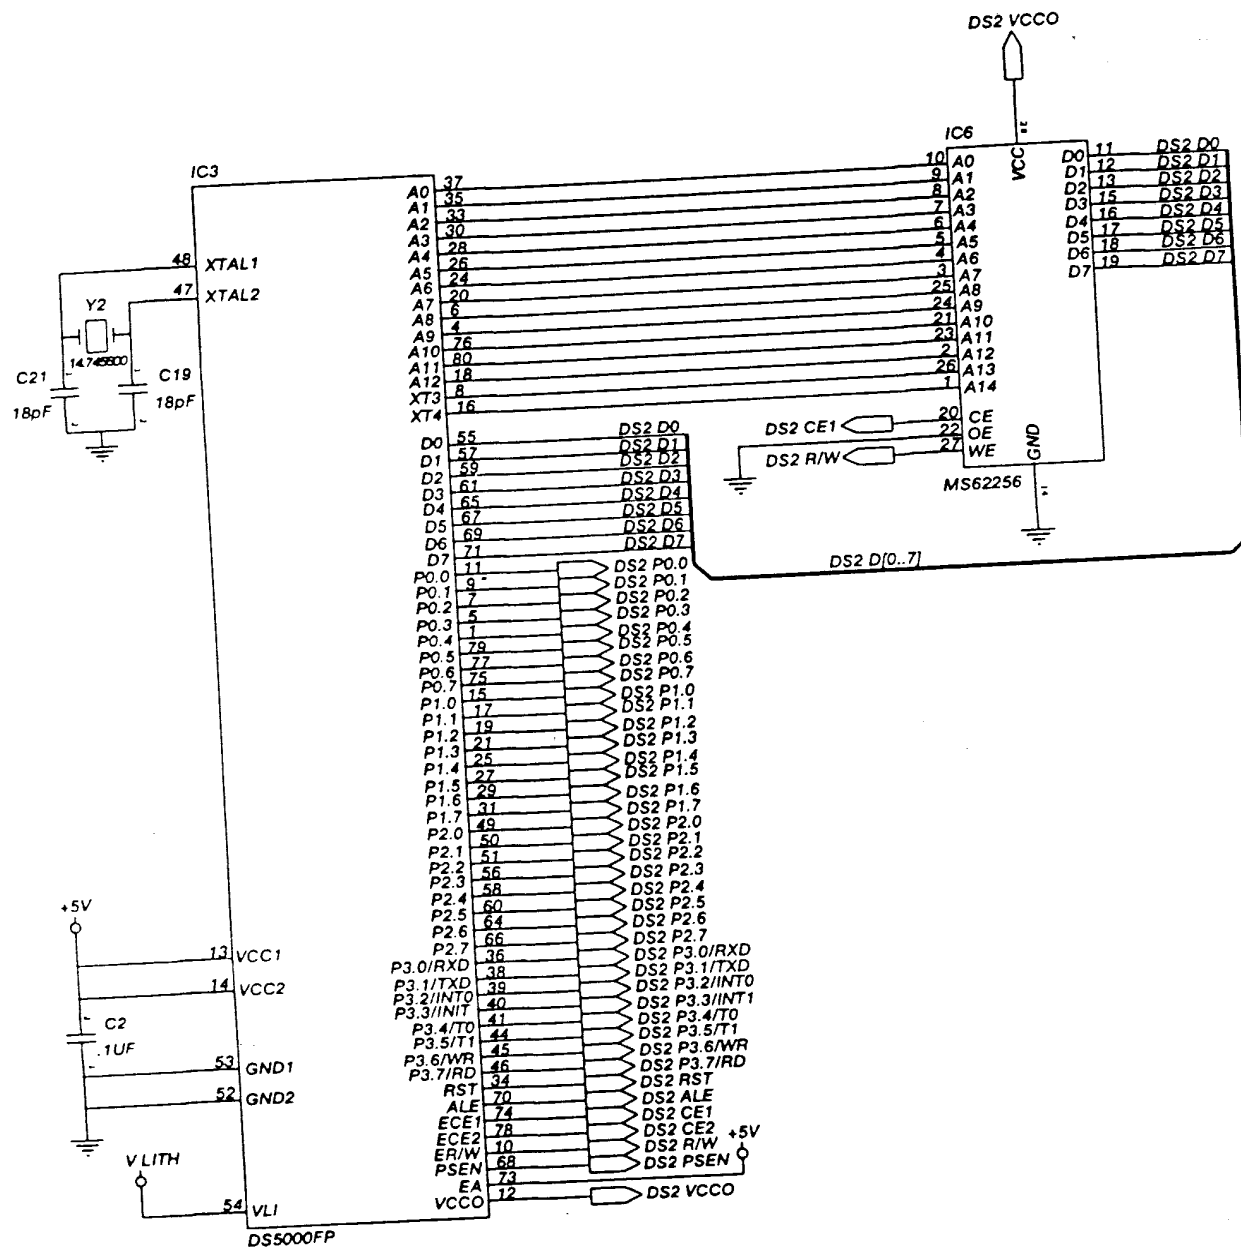 DS2 VCCO
IC6
VCC
10 A0
9 A1
8 A2
7 A3
6 A4
5 A5
4 A6
3 A7
25 A8
24 A9
21 A10
23 A11
2 A12
26 A13
1 A14
DS2 CE1 20 CE
22 OE
DS2 R/W 27 WE
GND
D0 11 DS2 D0
D1 12 DS2 D1
D2 13 DS2 D2
D3 15 DS2 D3
D4 16 DS2 D4
D5 17 DS2 D5
D6 18 DS2 D6
D7 19 DS2 D7
MS62256
DS2 D[0..7]
IC3
48 XTAL1
47 XTAL2
Y2
C21
18pF
C19
18pF
A0 37
A1 35
A2 33
A3 30
A4 28
A5 26
A6 24
A7 20
A8 6
A9 4
A10 76
A11 80
A12 18
XT3 8
XT4 16
D0 55 DS2 D0
D1 57 DS2 D1
D2 59 DS2 D2
D3 61 DS2 D3
D4 65 DS2 D4
D5 67 DS2 D5
D6 69 DS2 D6
D7 71 DS2 D7
P0.0 11 DS2 P0.0
P0.1 9 DS2 P0.1
P0.2 7 DS2 P0.2
P0.3 5 DS2 P0.3
P0.4 1 DS2 P0.4
P0.5 79 DS2 P0.5
P0.6 77 DS2 P0.6
P0.7 75 DS2 P0.7
P1.0 15 DS2 P1.0
P1.1 17 DS2 P1.1
P1.2 19 DS2 P1.2
P1.3 21 DS2 P1.3
P1.4 25 DS2 P1.4
P1.5 27 DS2 P1.5
P1.6 29 DS2 P1.6
P1.7 31 DS2 P1.7
P2.0 49 DS2 P2.0
P2.1 50 DS2 P2.1
P2.2 51 DS2 P2.2
P2.3 56 DS2 P2.3
P2.4 58 DS2 P2.4
P2.5 60 DS2 P2.5
P2.6 64 DS2 P2.6
P2.7 66 DS2 P2.7
P3.0/RXD 36 DS2 P3.0/RXD
P3.1/TXD 38 DS2 P3.1/TXD
P3.2/INT0 39 DS2 P3.2/INT0
P3.3/INIT 40 DS2 P3.3/INT1
P3.4/T0 41 DS2 P3.4/T0
P3.5/T1 44 DS2 P3.5/T1
P3.6/WR 45 DS2 P3.6/WR
P3.7/RD 46 DS2 P3.7/RD
RST 34 DS2 RST
ALE 70 DS2 ALE
ECE1 74 DS2 CE1
ECE2 78 DS2 CE2
ER/W 10 DS2 R/W
PSEN 68 DS2 PSEN
EA 73 +5V
VCCO 12 DS2 VCCO
+5V
13 VCC1
14 VCC2
C2
.1UF
53 GND1
52 GND2
V LITH
54 VLI
DS5000FP